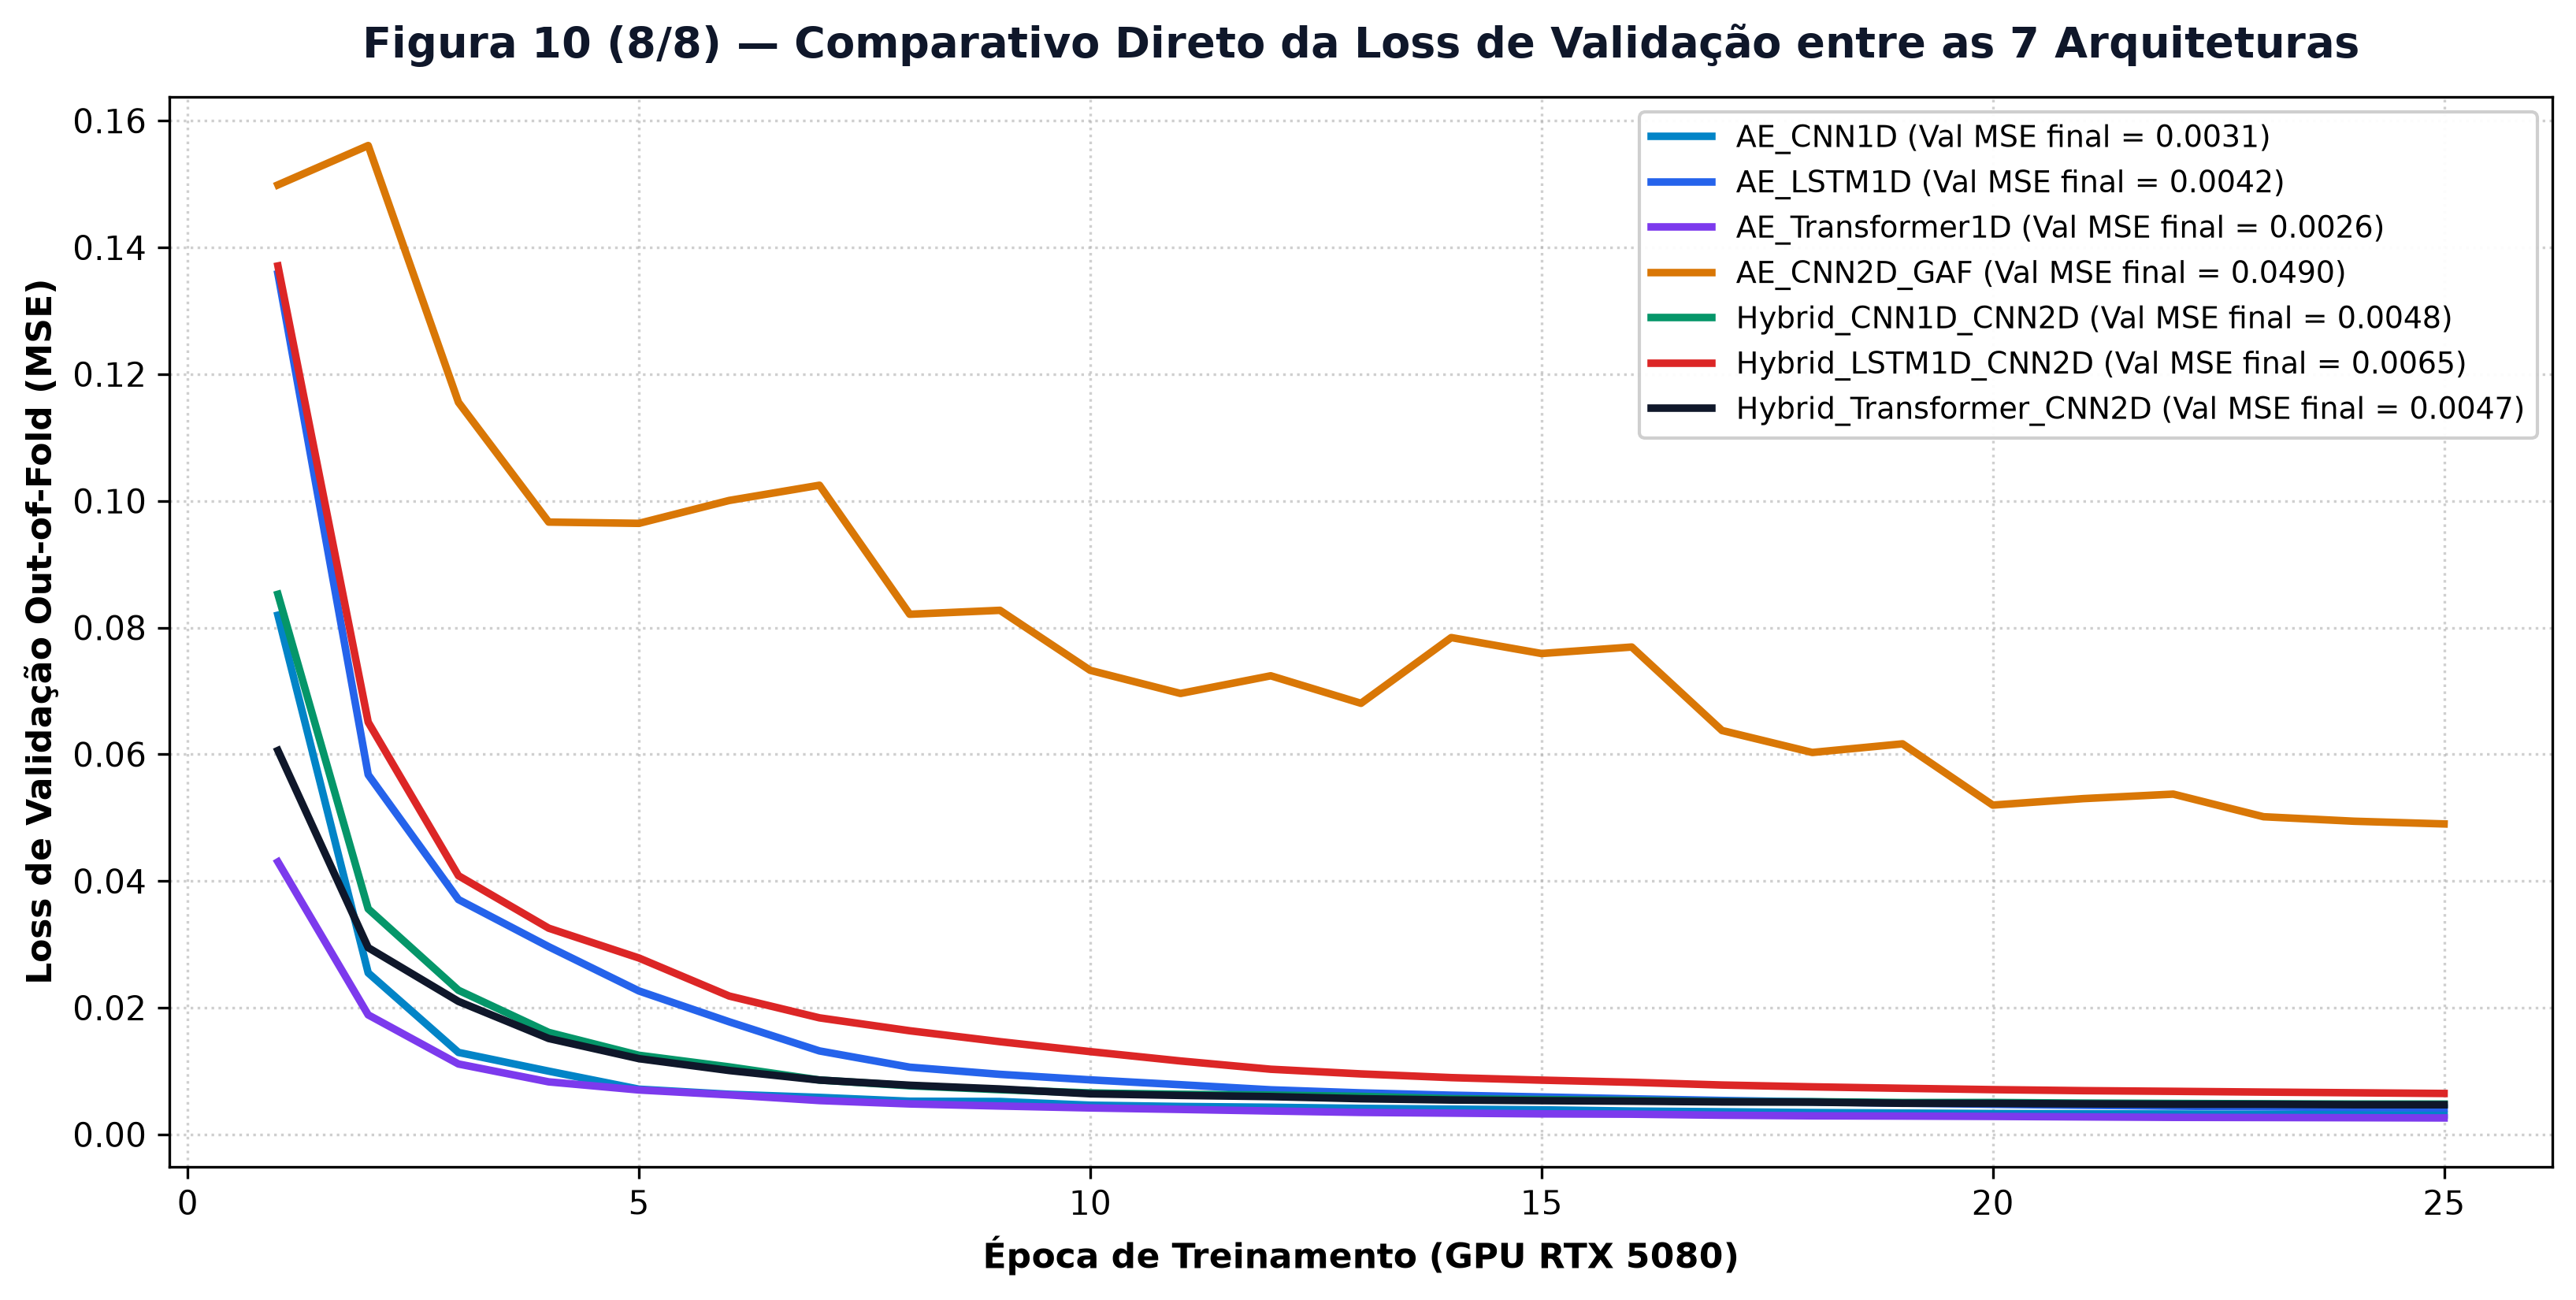 Figura 10 (8/8) — Comparativo Direto da Loss de Validação entre as 7 Arquiteturas
Loss de Validação Out-of-Fold (MSE)
0.16
0.14
0.12
0.10
0.08
0.06
0.04
0.02
0.00
AE_CNN1D (Val MSE final = 0.0031)
AE_LSTM1D (Val MSE final = 0.0042)
AE_Transformer1D (Val MSE final = 0.0026)
AE_CNN2D_GAF (Val MSE final = 0.0490)
Hybrid_CNN1D_CNN2D (Val MSE final = 0.0048)
Hybrid_LSTM1D_CNN2D (Val MSE final = 0.0065)
Hybrid_Transformer_CNN2D (Val MSE final = 0.0047)
0 5 10 15 20 25
Época de Treinamento (GPU RTX 5080)